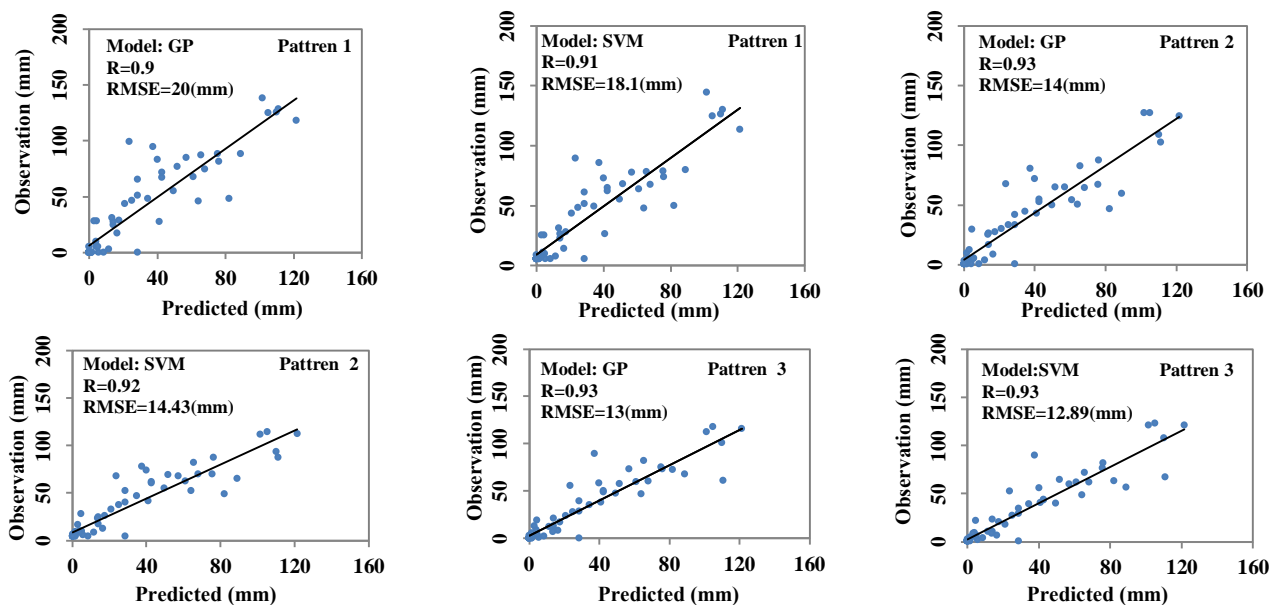 Model: GP Pattren 1
R=0.9
RMSE=20(mm)
Observation (mm)
200
150
100
50
0
0 40 80 120 160
Predicted (mm)
Model: SVM Pattren 1
R=0.91
RMSE=18.1(mm)
Observation (mm)
200
150
100
50
0
0 40 80 120 160
Predicted (mm)
Model: GP Pattren 2
R=0.93
RMSE=14(mm)
Observation (mm)
200
150
100
50
0
0 40 80 120 160
Predicted (mm)
Model: SVM Pattren 2
R=0.92
RMSE=14.43(mm)
Observation (mm)
200
150
100
50
0
0 40 80 120 160
Predicted (mm)
Model: GP Pattren 3
R=0.93
RMSE=13(mm)
Observation (mm)
200
150
100
50
0
0 40 80 120 160
Predicted (mm)
Model:SVM Pattren 3
R=0.93
RMSE=12.89(mm)
Observation (mm)
200
150
100
50
0
0 40 80 120 160
Predicted (mm)